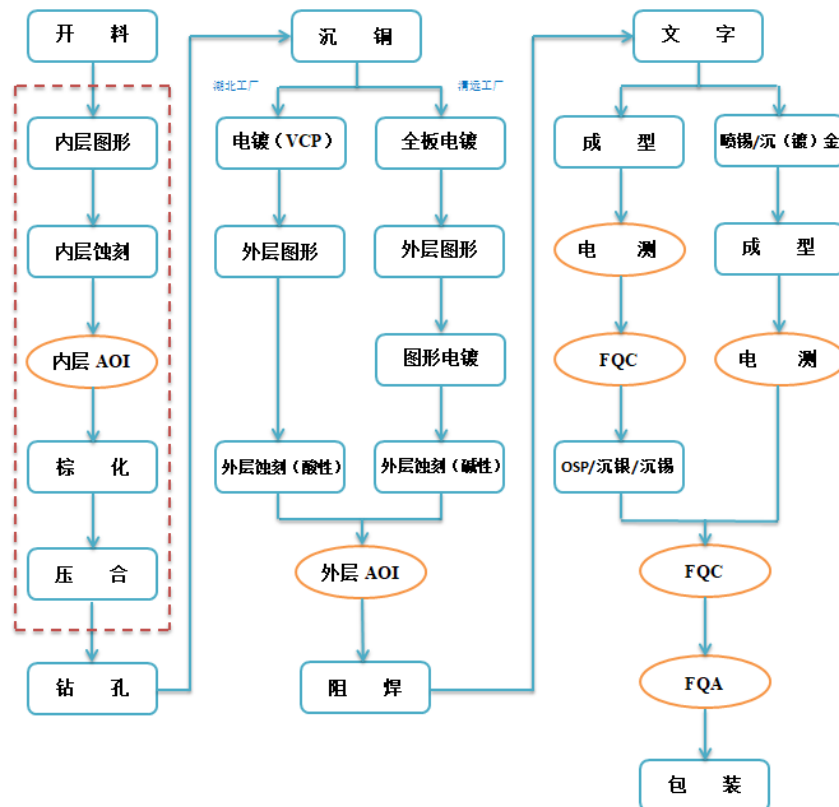 开 料
内层图形
内层蚀刻
内层 AOI
棕 化
压 合
钻 孔
沉 铜
湖北工厂
清远工厂
电镀（VCP）
全板电镀
外层图形
外层图形
图形电镀
外层蚀刻（酸性）
外层蚀刻（碱性）
外层 AOI
阻 焊
文 字
成 型
喷锡/沉（镀）金
电 测
成 型
FQC
电 测
OSP/沉银/沉锡
FQC
FQA
包 装